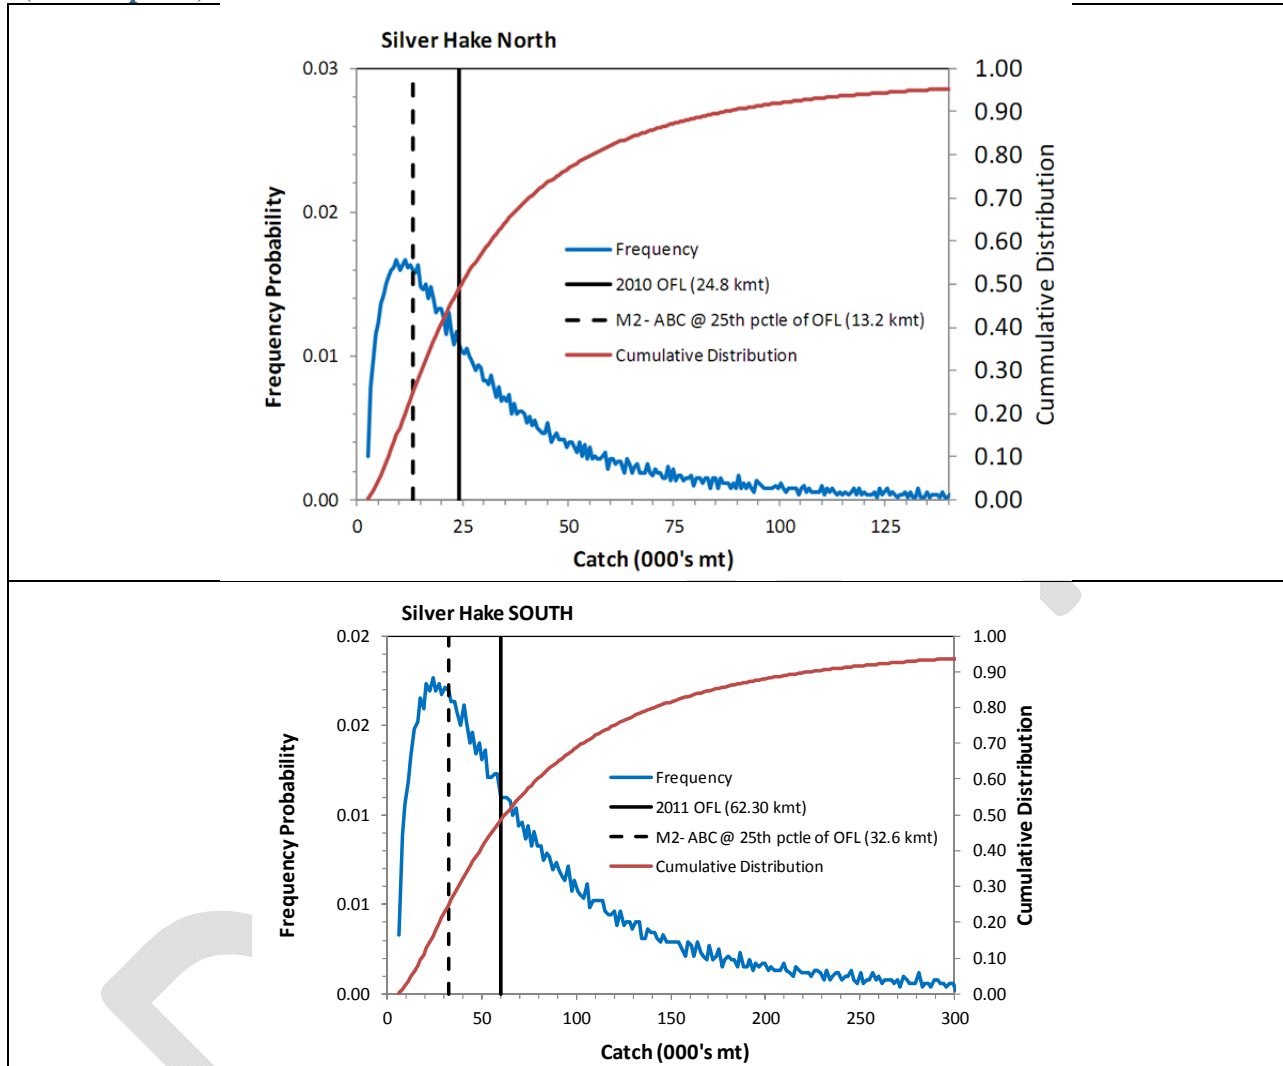 Silver Hake North
0.03
0.02
0.01
0.00
Frequency Probability
1.00
0.90
0.80
0.70
0.60
0.50
0.40
0.30
0.20
0.10
0.00
Cummulative Distribution
Frequency
2010 OFL (24.8 kmt)
M2- ABC @ 25th pctle of OFL (13.2 kmt)
Cumulative Distribution
0 25 50 75 100 125
Catch (000's mt)
Silver Hake SOUTH
0.02
0.02
0.01
0.01
0.00
Frequency Probability
1.00
0.90
0.80
0.70
0.60
0.50
0.40
0.30
0.20
0.10
0.00
Cumulative Distribution
Frequency
2011 OFL (62.30 kmt)
M2- ABC @ 25th pctle of OFL (32.6 kmt)
Cumulative Distribution
0 50 100 150 200 250 300
Catch (000's mt)